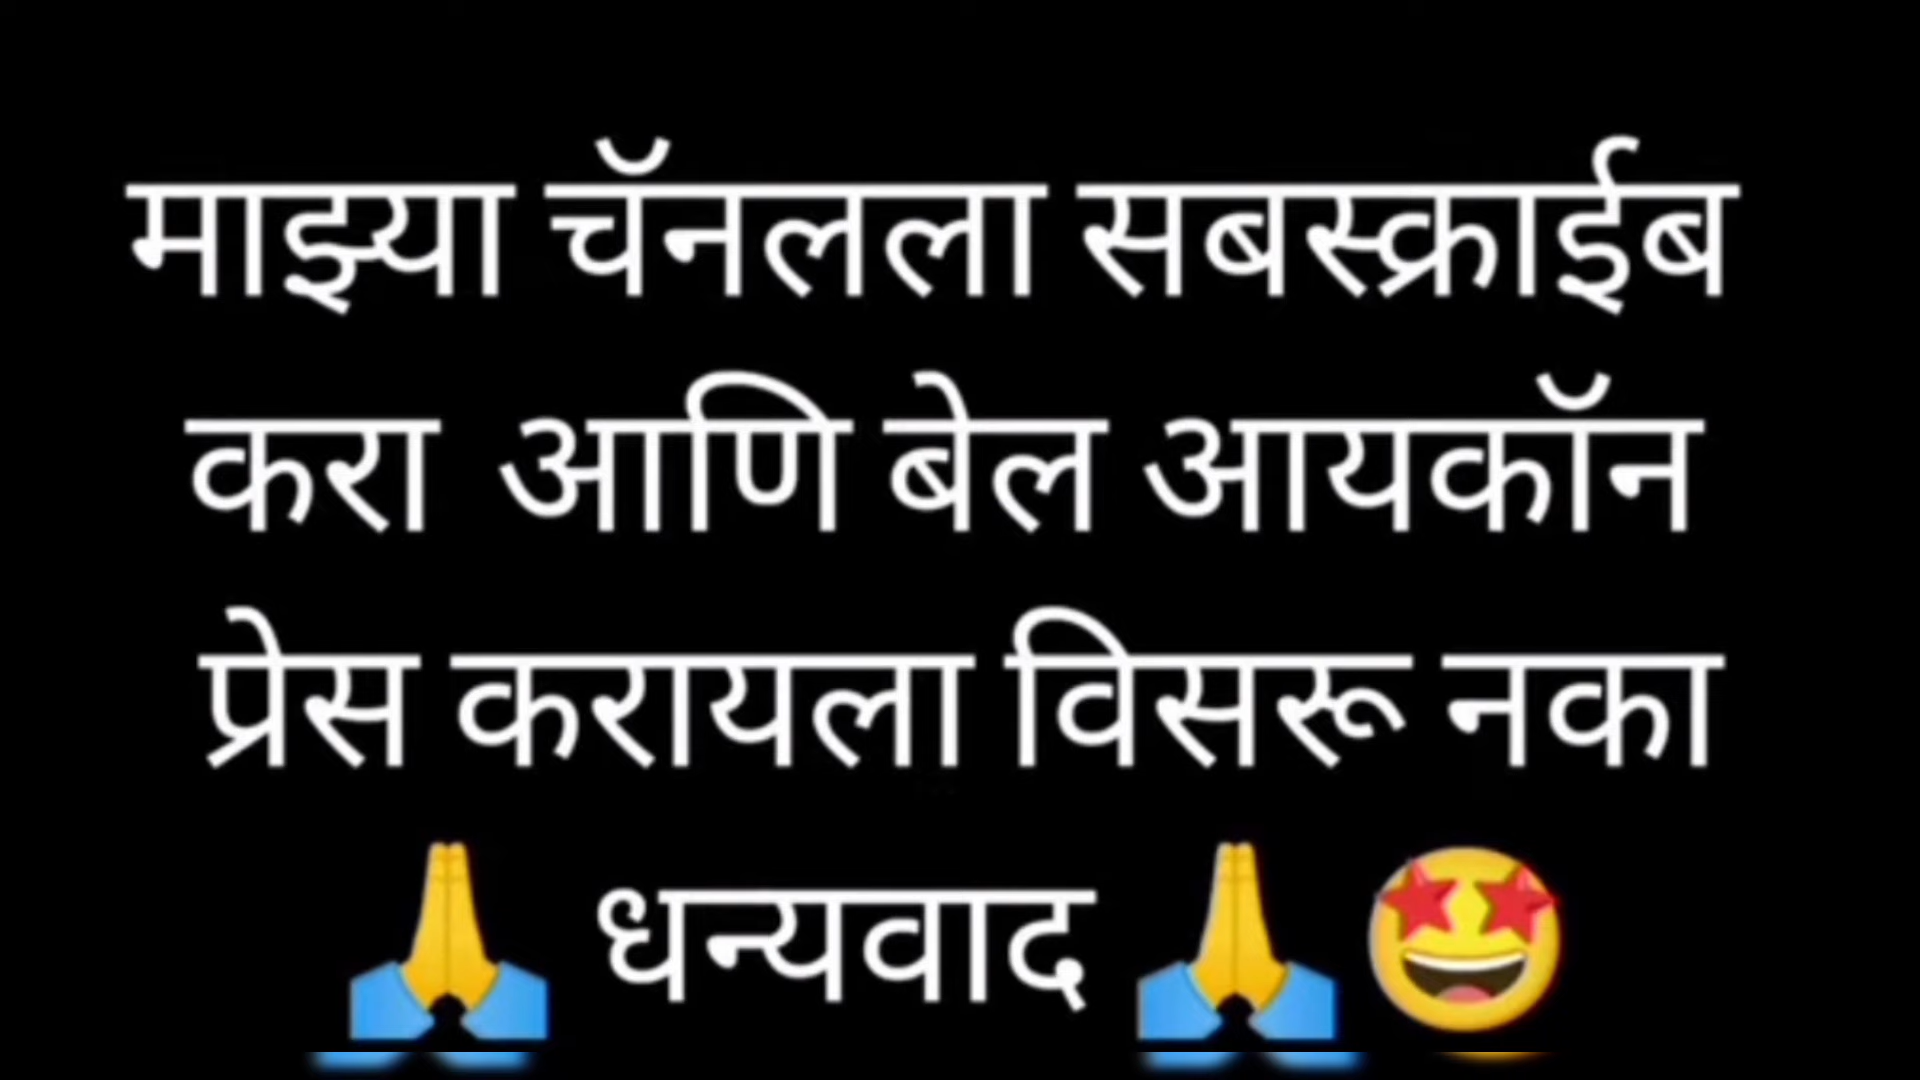 माझ्या चॅनलला सबस्क्राईब
करा आणि बेल आयकॉन
प्रेस करायला विसरू नका
🙏 धन्यवाद 🙏🤩